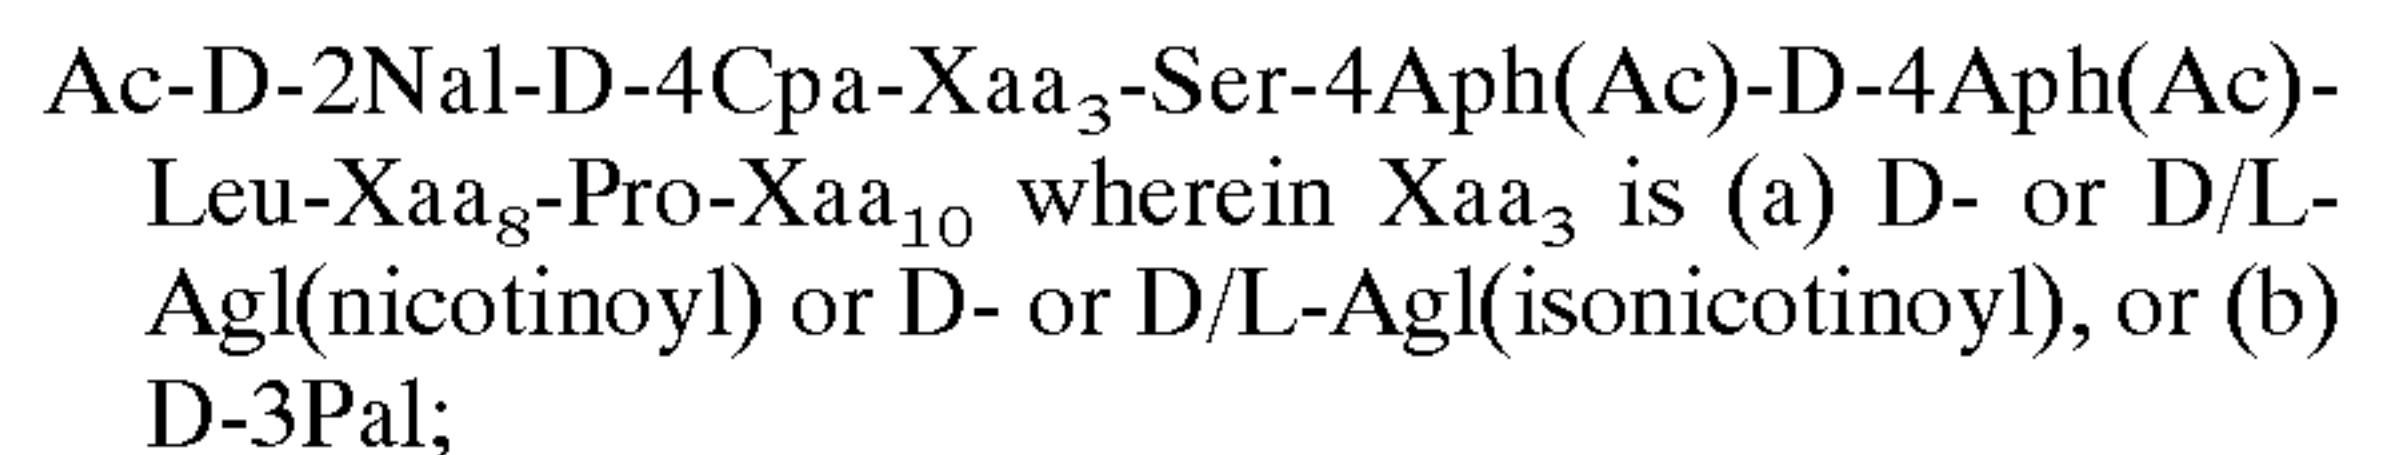 Ac-D-2Nal-D-4Cpa-Xaa₃-Ser-4Aph(Ac)-D-4Aph(Ac)-
Leu-Xaa₈-Pro-Xaa₁₀ wherein Xaa₃ is (a) D- or D/L-
Agl(nicotinoyl) or D- or D/L-Agl(isonicotinoyl), or (b)
D-3Pal;